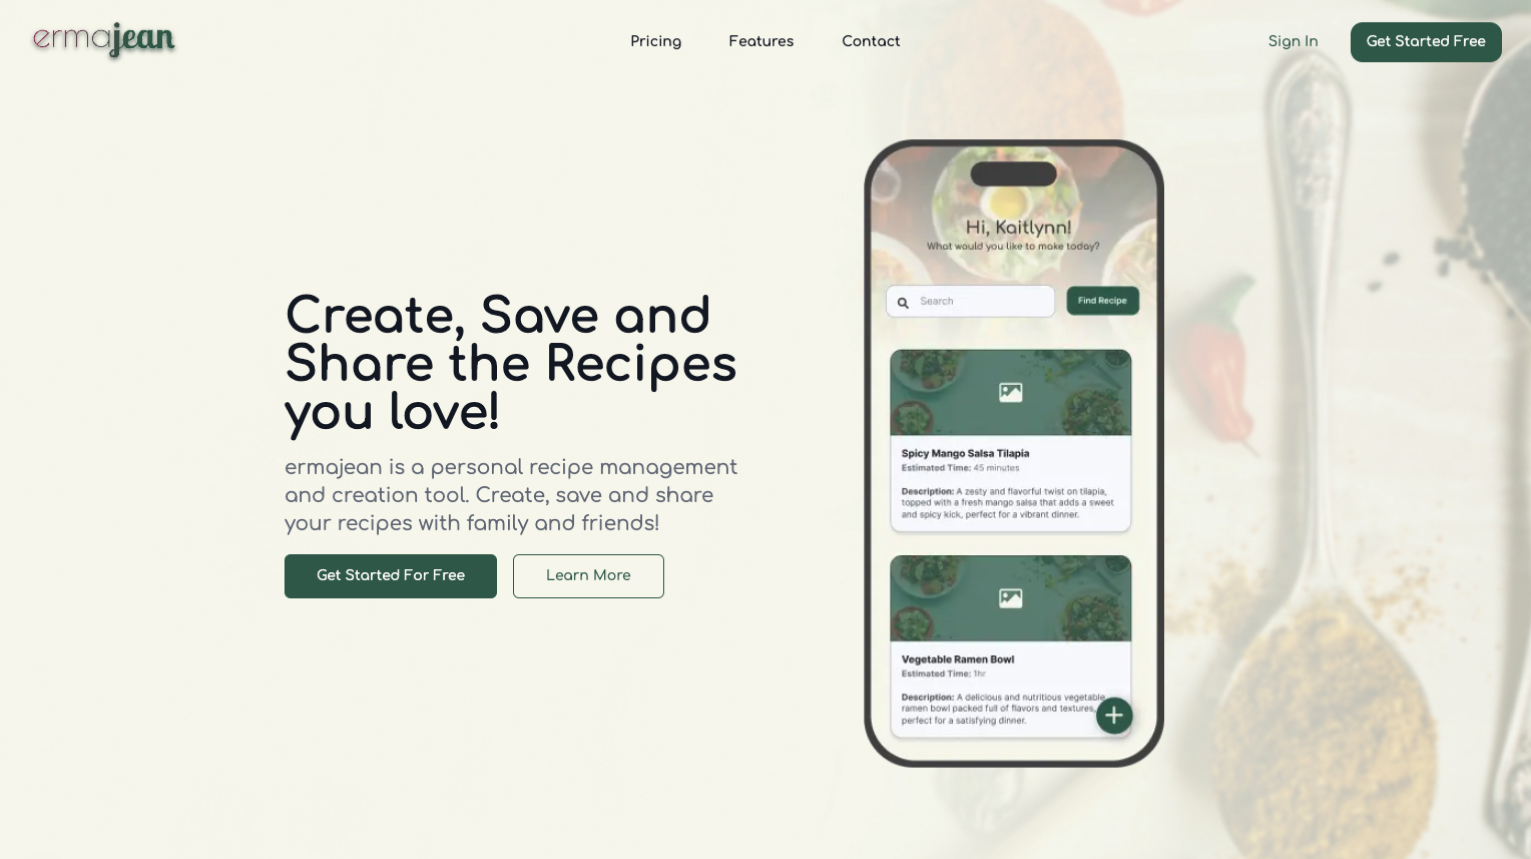 ermajean
Pricing
Features
Contact
Sign In
Get Started Free
Create, Save and
Share the Recipes
you love!
ermajean is a personal recipe management
and creation tool. Create, save and share
your recipes with family and friends!
Get Started For Free
Learn More
Hi, Kaitlynn!
What would you like to make today?
Search
Find Recipe
Spicy Mango Salsa Tilapia
Estimated Time: 45 minutes
Description: A zesty and flavorful twist on tilapia,
topped with a fresh mango salsa that adds a sweet
and spicy kick, perfect for a vibrant dinner.
Vegetable Ramen Bowl
Estimated Time: 1hr
Description: A delicious and nutritious vegetable
ramen bowl packed full of flavors and textures,
perfect for a satisfying dinner.